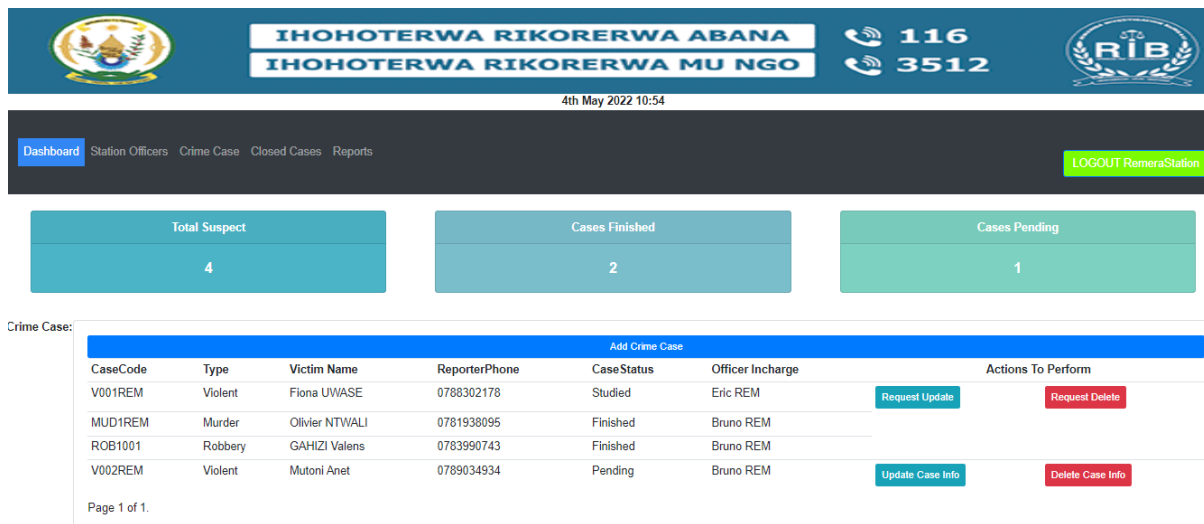 IHOHOTERWA RIKORERWA ABANA 116
IHOHOTERWA RIKORERWA MU NGO 3512
RIB
4th May 2022 10:54
Dashboard Station Officers Crime Case Closed Cases Reports
LOGOUT RemeraStation
Total Suspect Cases Finished Cases Pending
4 2 1
Crime Case:
Add Crime Case
CaseCode Type Victim Name ReporterPhone CaseStatus Officer Incharge Actions To Perform
V001REM Violent Fiona UWASE 0788302178 Studied Eric REM Request Update Request Delete
MUD1REM Murder Olivier NTWALI 0781938095 Finished Bruno REM
ROB1001 Robbery GAHIZI Valens 0783990743 Finished Bruno REM
V002REM Violent Mutoni Anet 0789034934 Pending Bruno REM Update Case Info Delete Case Info
Page 1 of 1.